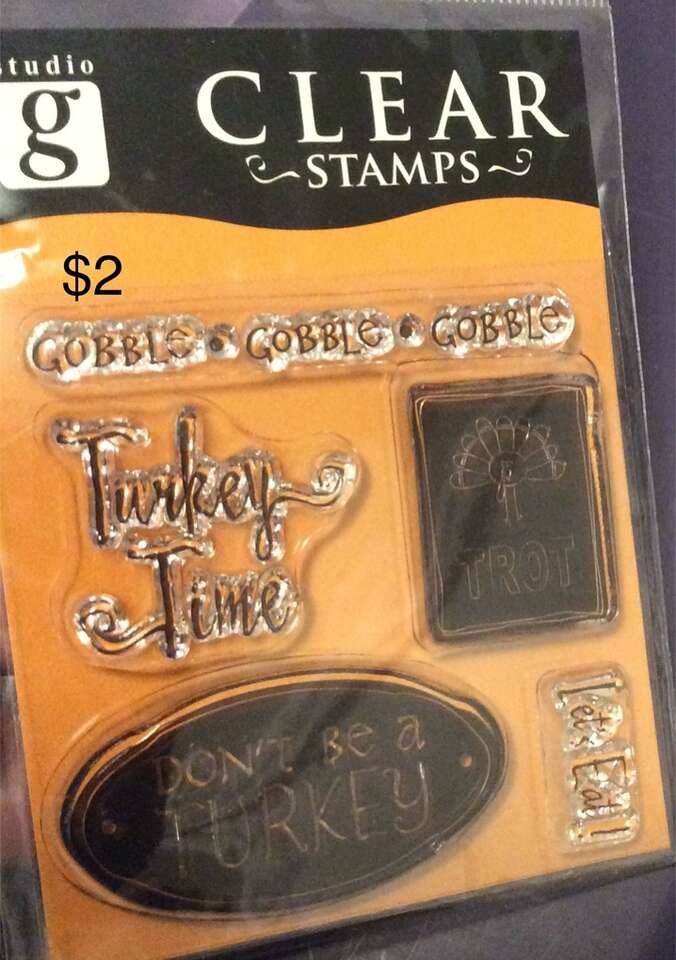 studio
g
CLEAR
STAMPS
$2
GOBBLE • GOBBLE • GOBBLE
Turkey
Time
TROT
DON'T Be a
TURKEY
Let's Eat!